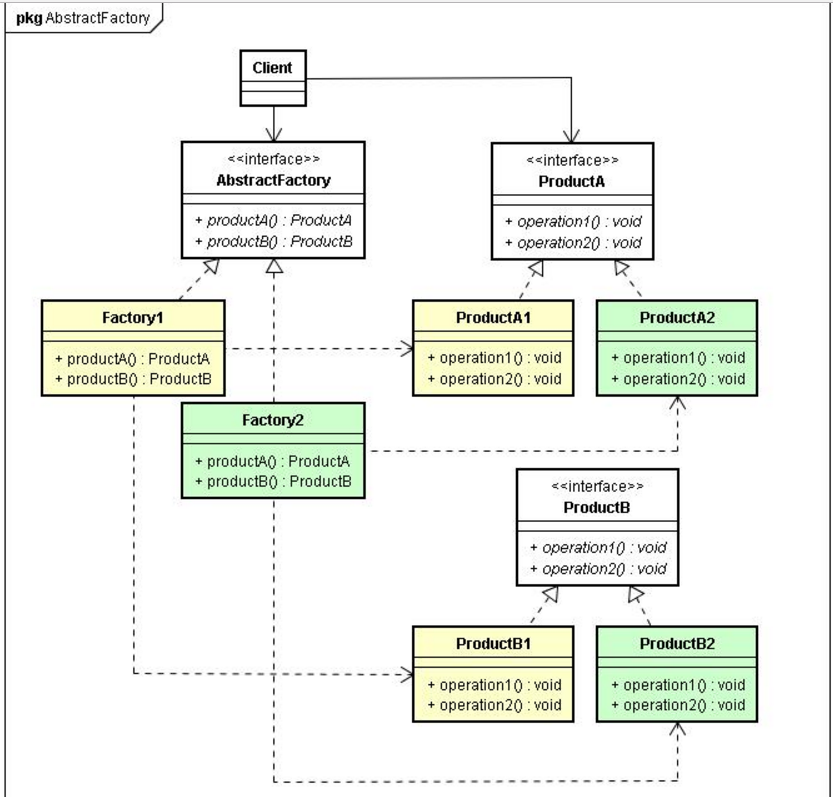 pkg AbstractFactory
Client
<<interface>>
AbstractFactory
+ productA() : ProductA
+ productB() : ProductB
<<interface>>
ProductA
+ operation1() : void
+ operation2() : void
Factory1
+ productA() : ProductA
+ productB() : ProductB
ProductA1
+ operation1() : void
+ operation2() : void
ProductA2
+ operation1() : void
+ operation2() : void
Factory2
+ productA() : ProductA
+ productB() : ProductB
<<interface>>
ProductB
+ operation1() : void
+ operation2() : void
ProductB1
+ operation1() : void
+ operation2() : void
ProductB2
+ operation1() : void
+ operation2() : void